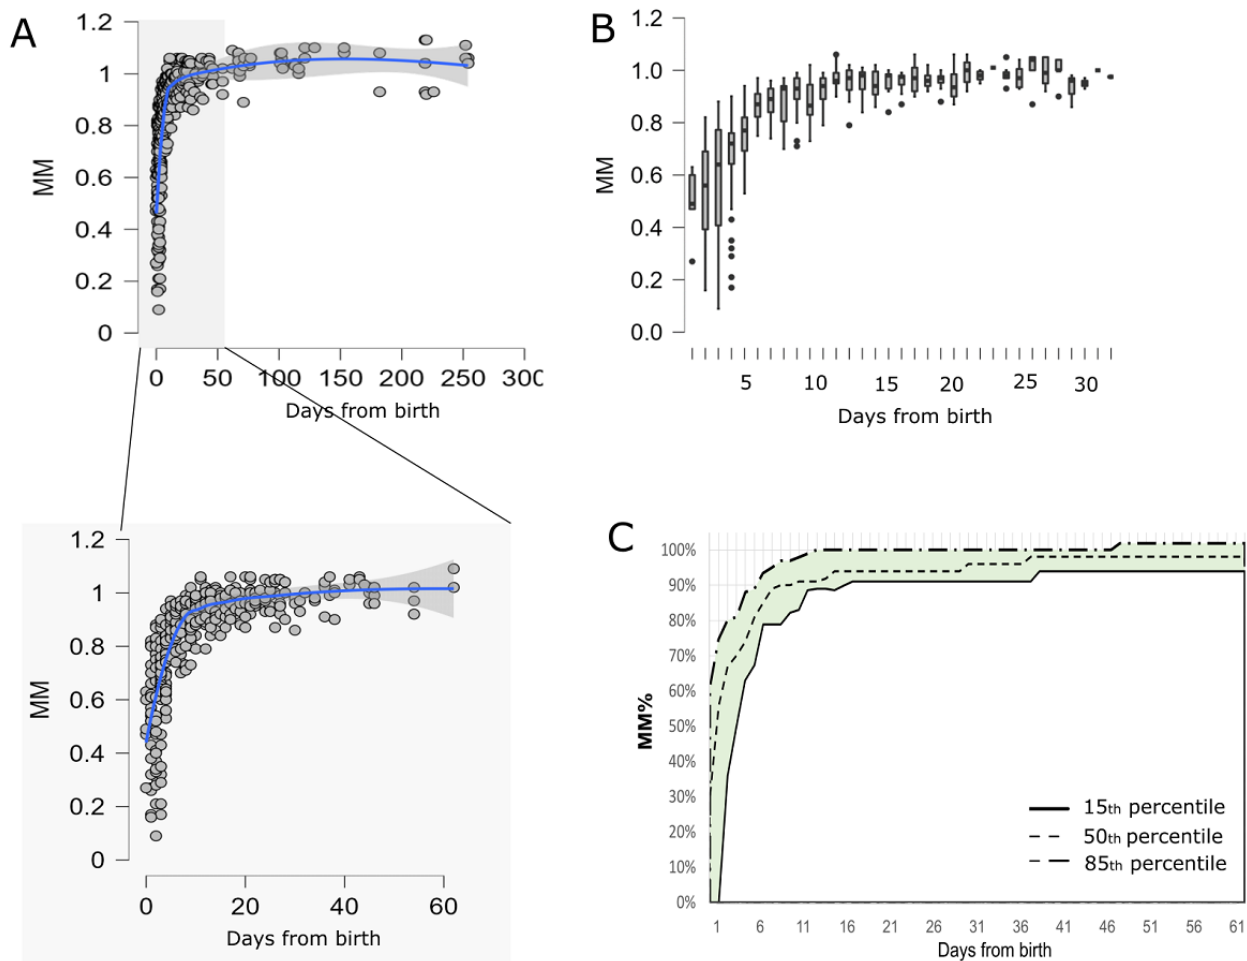 A
1.2
1
0.8
0.6
0.4
0.2
0
MM
0 50 100 150 200 250 300
Days from birth
B
1.2
1.0
0.8
0.6
0.4
0.2
0.0
MM
5 10 15 20 25 30
Days from birth
1.2
1
0.8
0.6
0.4
0.2
0
MM
0 20 40 60
Days from birth
C
100%
90%
80%
70%
60%
50%
40%
30%
20%
10%
0%
MM%
15th percentile
50th percentile
85th percentile
1 6 11 16 21 26 31 36 41 46 51 56 61
Days from birth